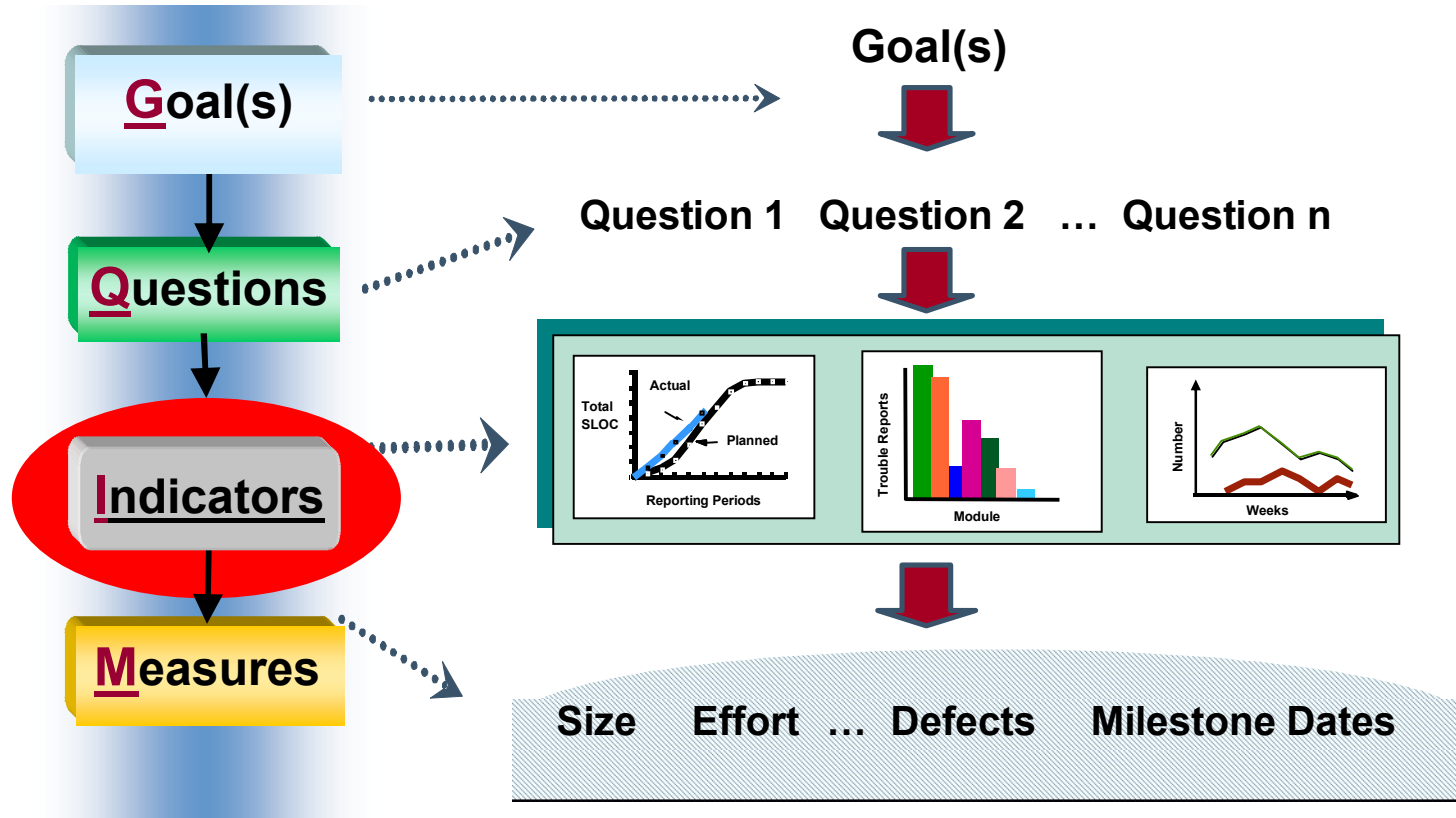 Goal(s)
Questions
Indicators
Measures
Goal(s)
Question 1 Question 2 ... Question n
Total
SLOC
Actual
Planned
Reporting Periods
Trouble Reports
Module
Number
Weeks
Size Effort ... Defects Milestone Dates